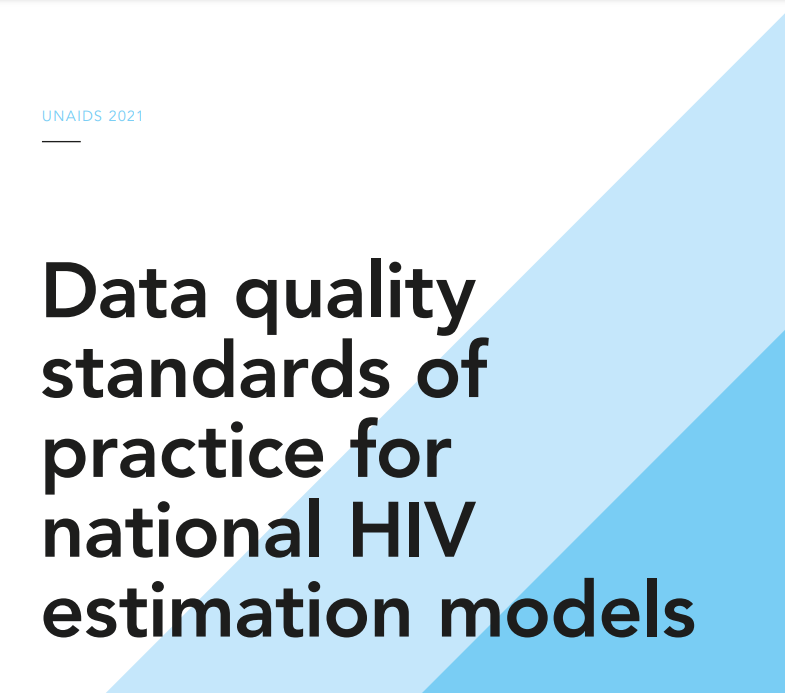 UNAIDS 2021
Data quality
standards of
practice for
national HIV
estimation models